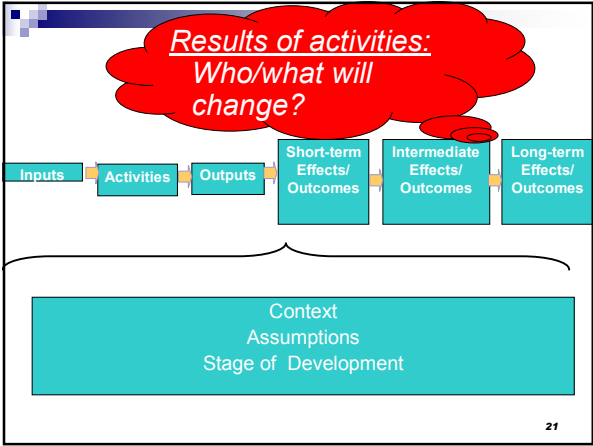 Results of activities:
Who/what will
change?
Inputs
Activities
Outputs
Short-term
Effects/
Outcomes
Intermediate
Effects/
Outcomes
Long-term
Effects/
Outcomes
Context
Assumptions
Stage of Development
21